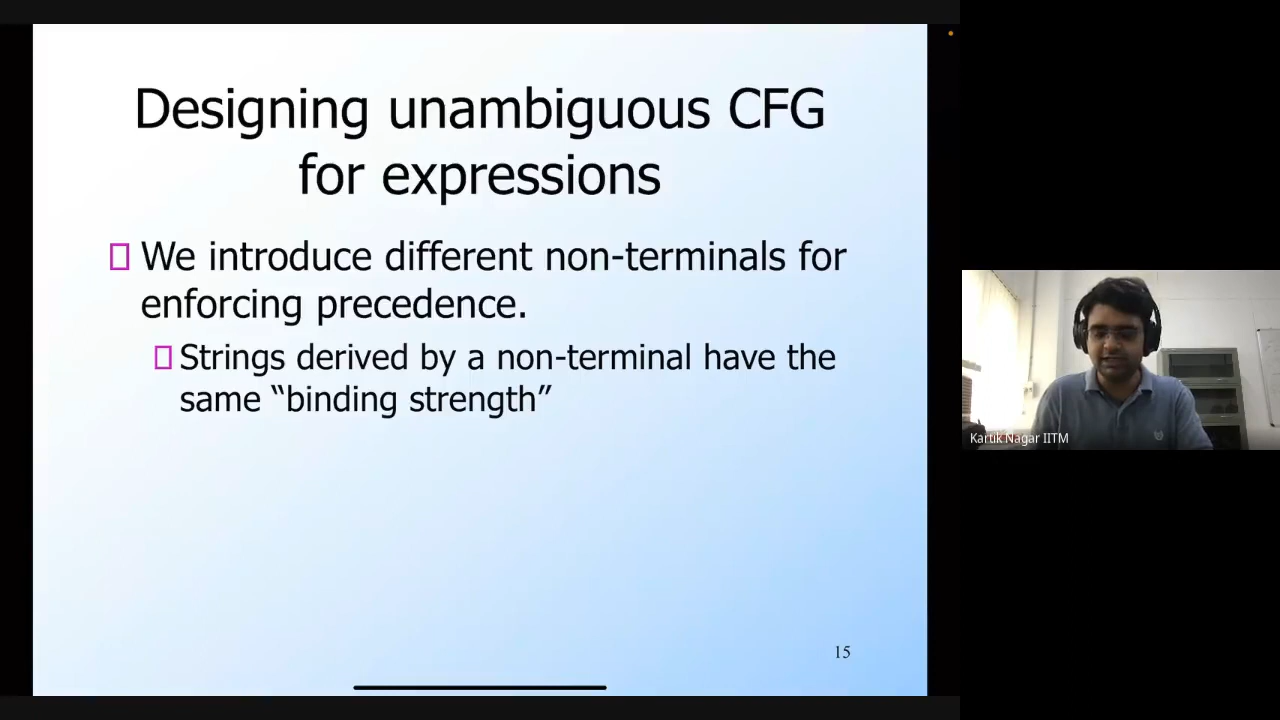 Designing unambiguous CFG
for expressions
We introduce different non-terminals for
enforcing precedence.
Strings derived by a non-terminal have the
same “binding strength”
15
Kartik Nagar IITM